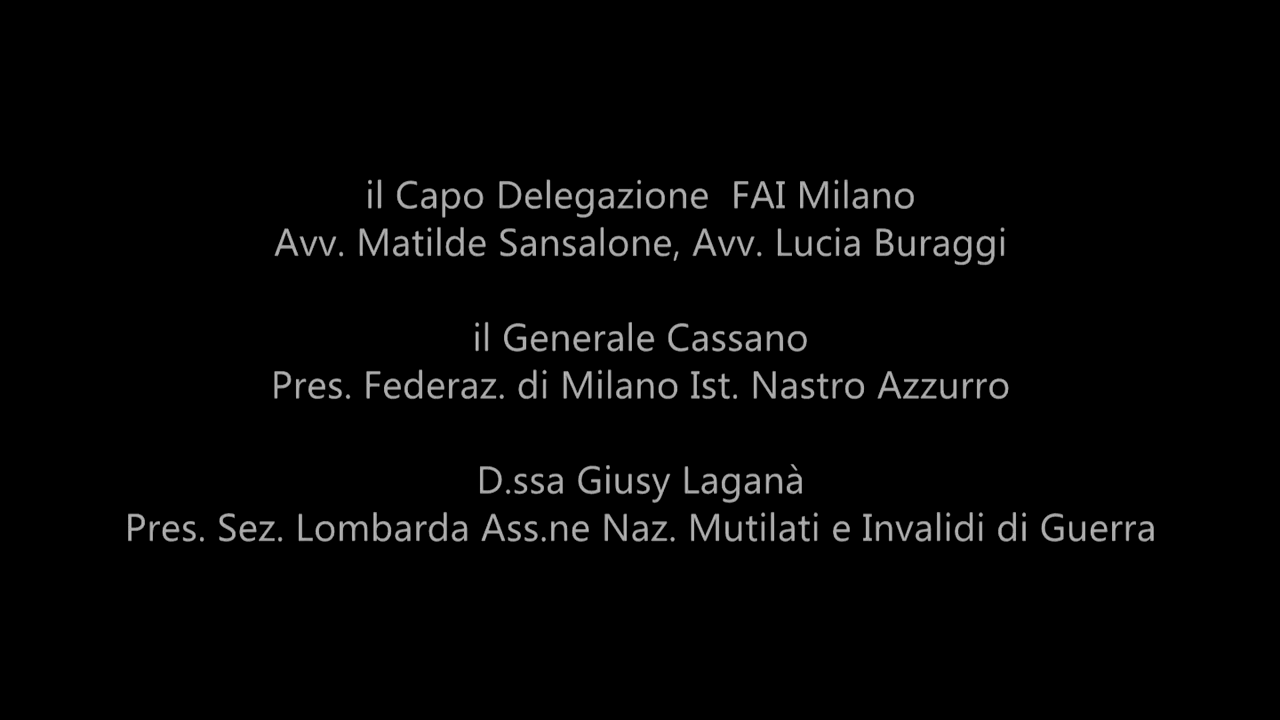 il Capo Delegazione  FAI Milano
Avv. Matilde Sansalone, Avv. Lucia Buraggi
il Generale Cassano
Pres. Federaz. di Milano Ist. Nastro Azzurro
D.ssa Giusy Laganà
Pres. Sez. Lombarda Ass.ne Naz. Mutilati e Invalidi di Guerra